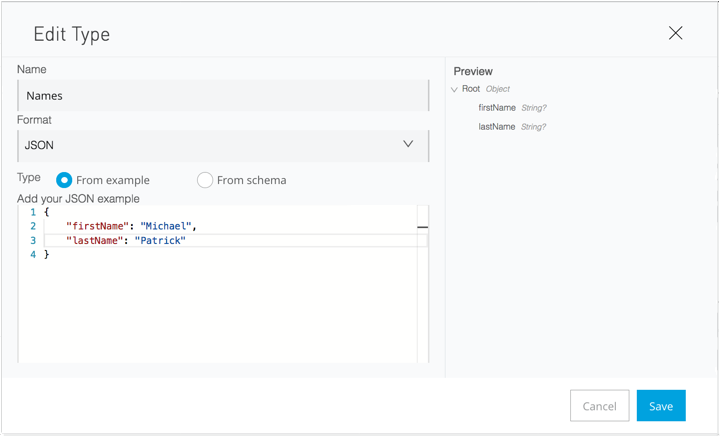 Edit Type
Name
Names
Format
JSON
Type From example From schema
Add your JSON example
1 {
2 "firstName": "Michael",
3 "lastName": "Patrick"
4 }
Preview
Root Object
firstName String?
lastName String?
Cancel Save